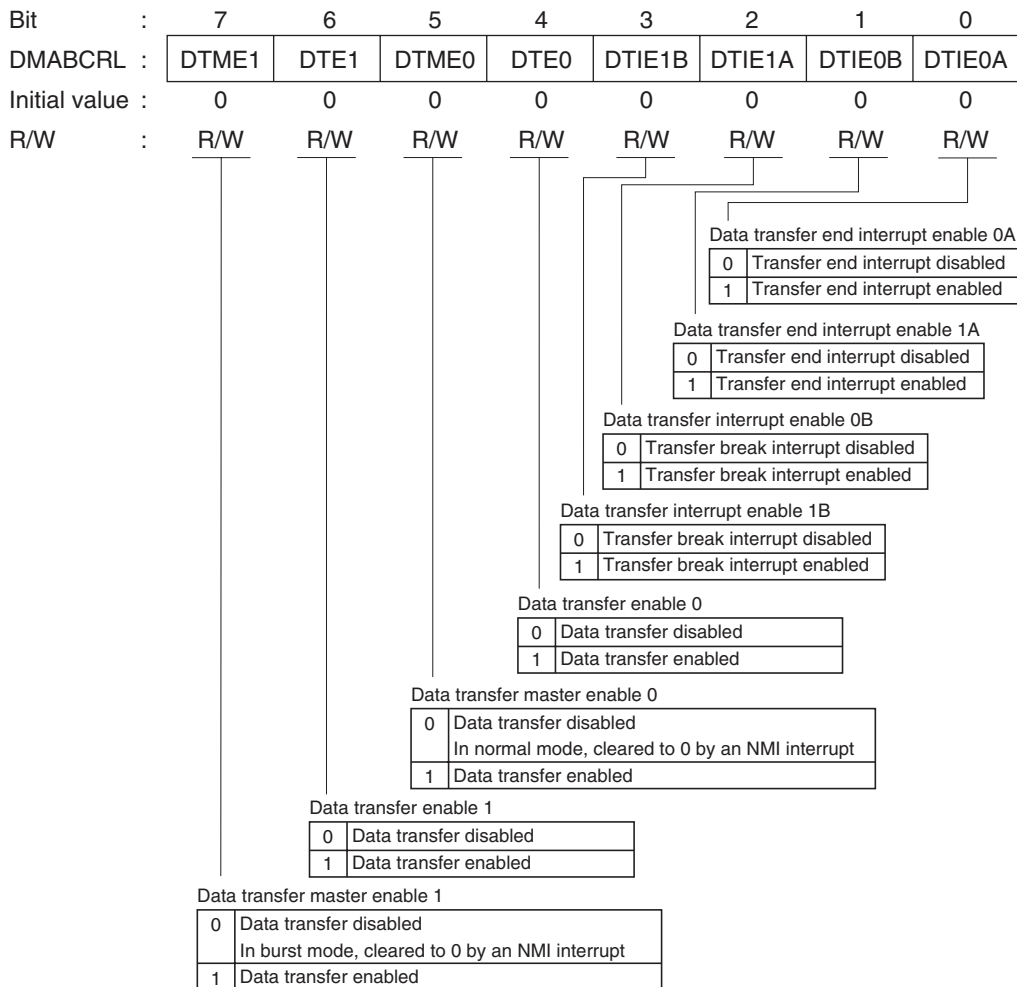 Bit : 7 6 5 4 3 2 1 0
DMABCRL : DTME1 DTE1 DTME0 DTE0 DTIE1B DTIE1A DTIE0B DTIE0A
Initial value : 0 0 0 0 0 0 0 0
R/W : R/W R/W R/W R/W R/W R/W R/W R/W
Data transfer end interrupt enable 0A
0 Transfer end interrupt disabled
1 Transfer end interrupt enabled
Data transfer end interrupt enable 1A
0 Transfer end interrupt disabled
1 Transfer end interrupt enabled
Data transfer interrupt enable 0B
0 Transfer break interrupt disabled
1 Transfer break interrupt enabled
Data transfer interrupt enable 1B
0 Transfer break interrupt disabled
1 Transfer break interrupt enabled
Data transfer enable 0
0 Data transfer disabled
1 Data transfer enabled
Data transfer master enable 0
0 Data transfer disabled
In normal mode, cleared to 0 by an NMI interrupt
1 Data transfer enabled
Data transfer enable 1
0 Data transfer disabled
1 Data transfer enabled
Data transfer master enable 1
0 Data transfer disabled
In burst mode, cleared to 0 by an NMI interrupt
1 Data transfer enabled